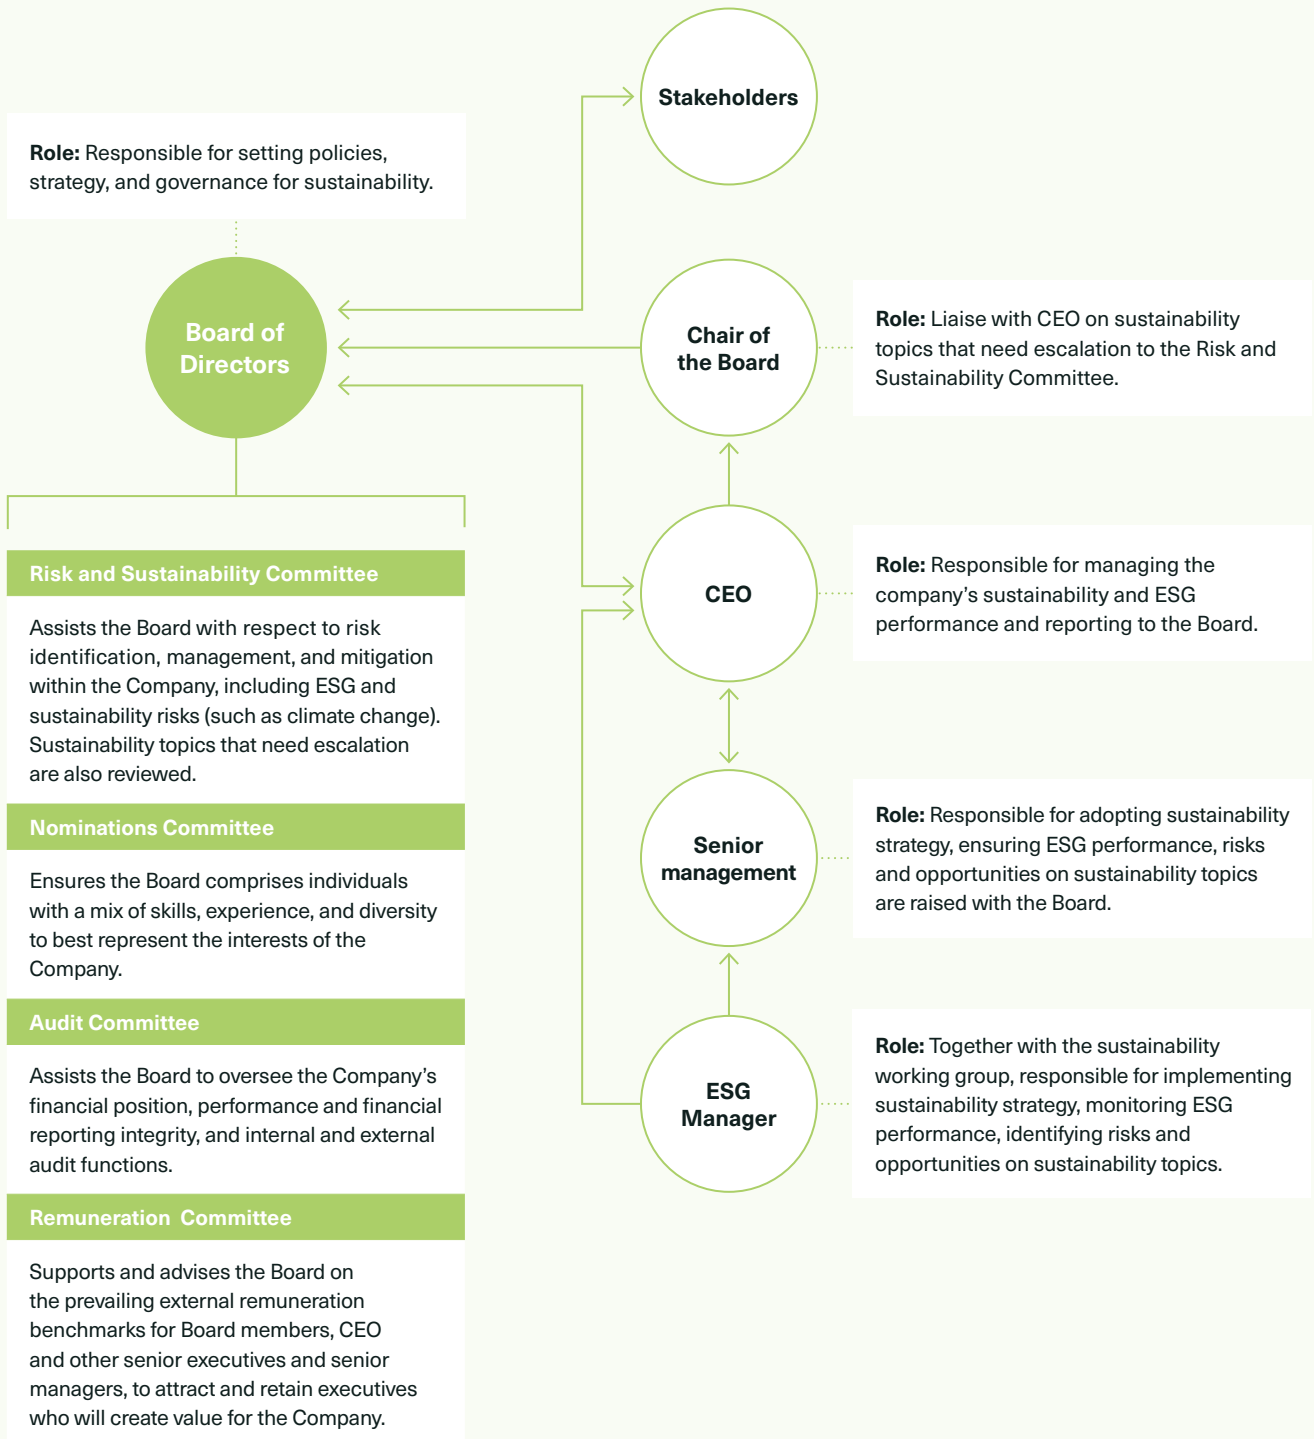 Stakeholders
Role: Responsible for setting policies,
strategy, and governance for sustainability.
Board of
Directors
Chair of
the Board
Role: Liaise with CEO on sustainability
topics that need escalation to the Risk and
Sustainability Committee.
CEO
Role: Responsible for managing the
company’s sustainability and ESG
performance and reporting to the Board.
Senior
management
Role: Responsible for adopting sustainability
strategy, ensuring ESG performance, risks
and opportunities on sustainability topics
are raised with the Board.
ESG
Manager
Role: Together with the sustainability
working group, responsible for implementing
sustainability strategy, monitoring ESG
performance, identifying risks and
opportunities on sustainability topics.
Risk and Sustainability Committee
Assists the Board with respect to risk
identification, management, and mitigation
within the Company, including ESG and
sustainability risks (such as climate change).
Sustainability topics that need escalation
are also reviewed.
Nominations Committee
Ensures the Board comprises individuals
with a mix of skills, experience, and diversity
to best represent the interests of the
Company.
Audit Committee
Assists the Board to oversee the Company’s
financial position, performance and financial
reporting integrity, and internal and external
audit functions.
Remuneration Committee
Supports and advises the Board on
the prevailing external remuneration
benchmarks for Board members, CEO
and other senior executives and senior
managers, to attract and retain executives
who will create value for the Company.